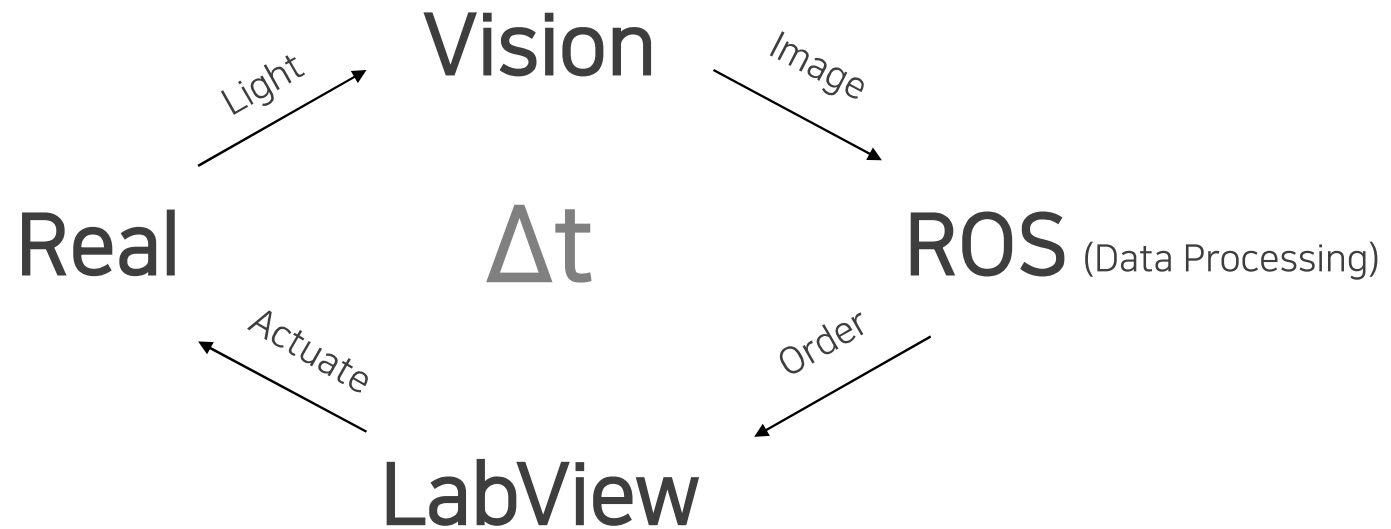 Vision
Light
Image
Real
Δt
ROS (Data Processing)
Actuate
Order
LabView